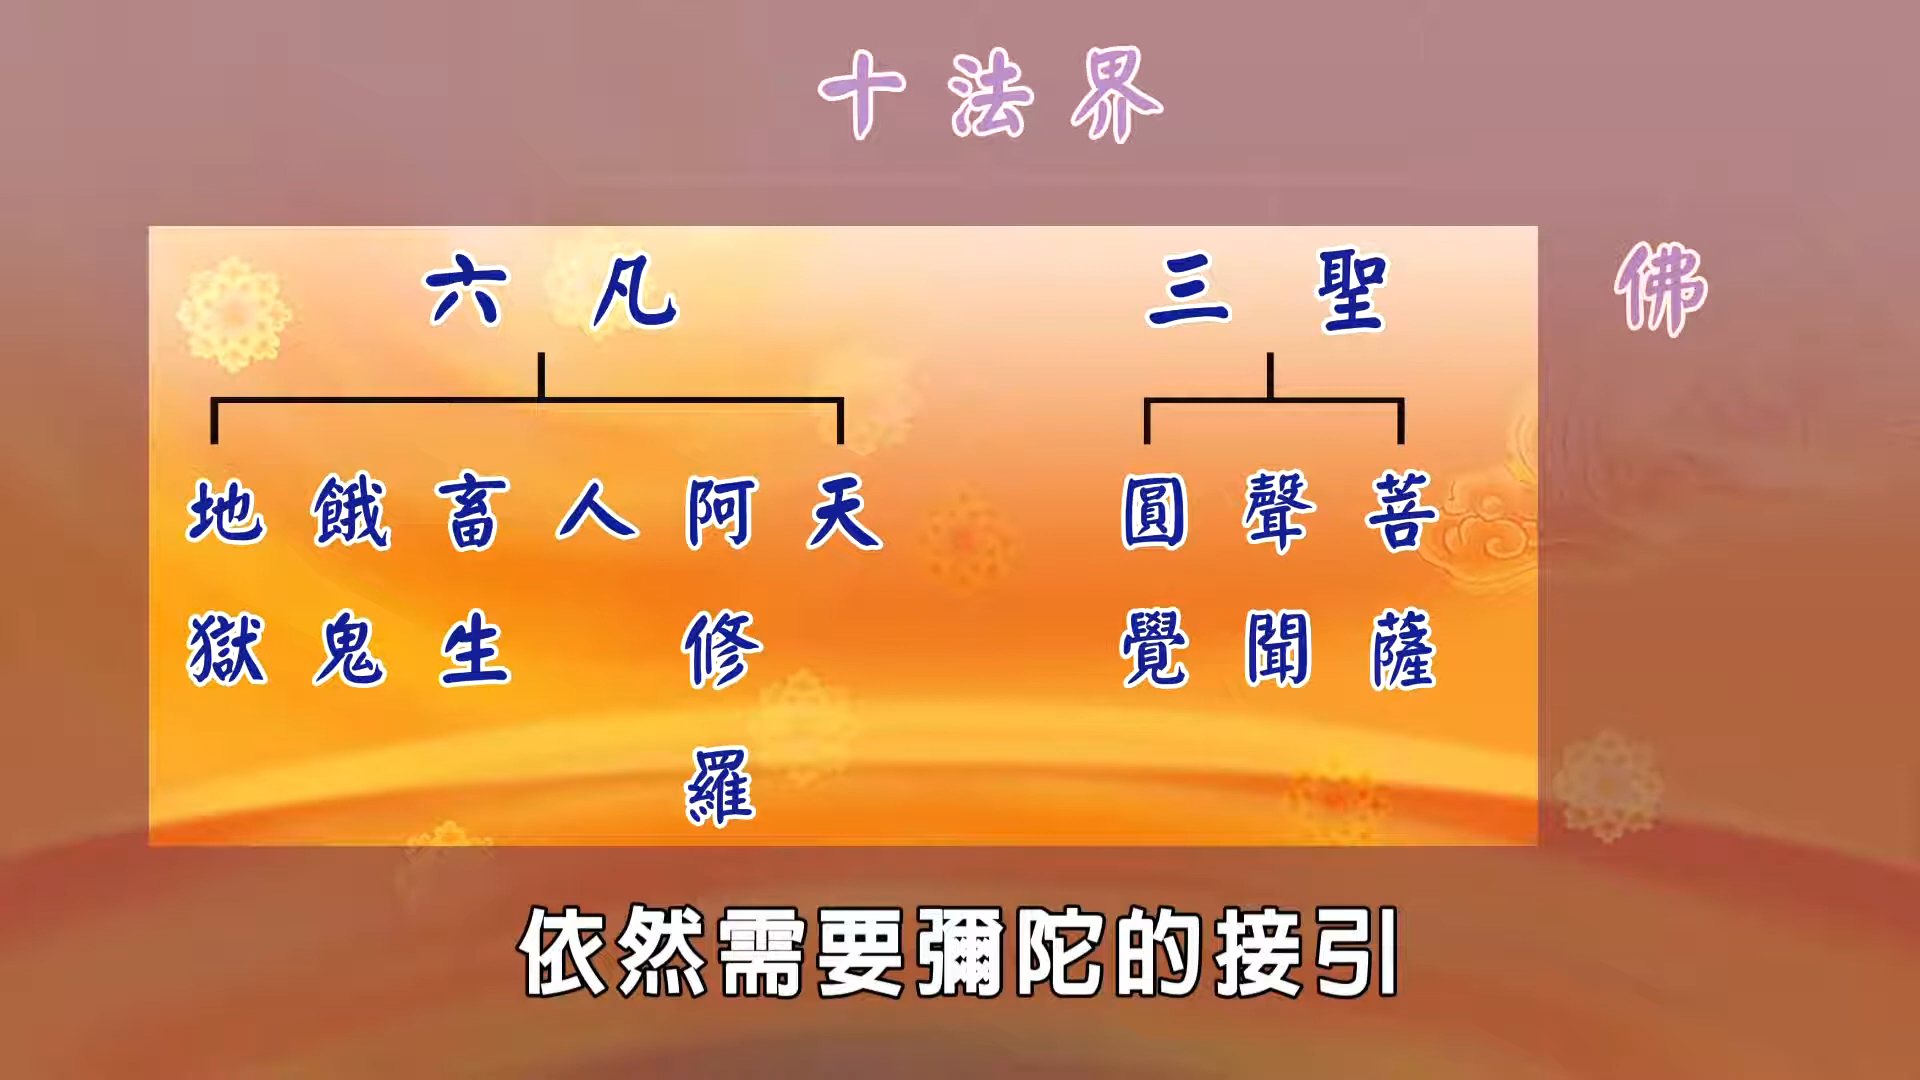 十法界
六凡
三聖
佛
地獄
餓鬼
畜生
人
阿修羅
天
圓覺
聲聞
菩薩
依然需要彌陀的接引